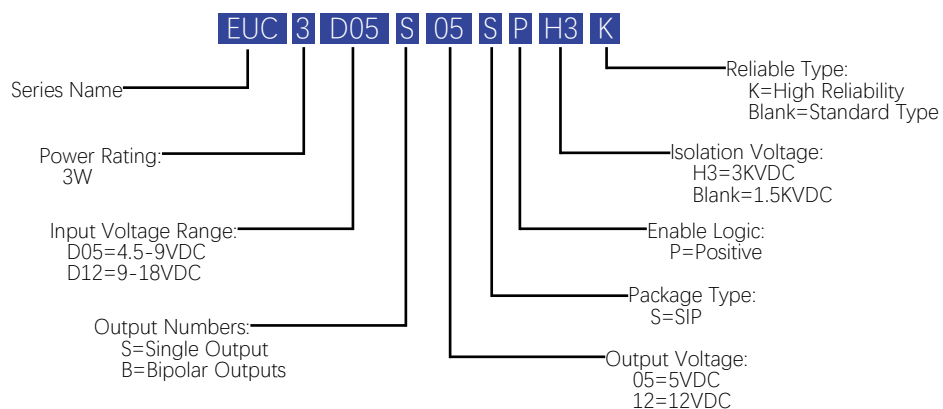 EUC 3 D05 S 05 S P H3 K
Series Name
Power Rating:
3W
Input Voltage Range:
D05=4.5-9VDC
D12=9-18VDC
Output Numbers:
S=Single Output
B=Bipolar Outputs
Reliable Type:
K=High Reliability
Blank=Standard Type
Isolation Voltage:
H3=3KVDC
Blank=1.5KVDC
Enable Logic:
P=Positive
Package Type:
S=SIP
Output Voltage:
05=5VDC
12=12VDC